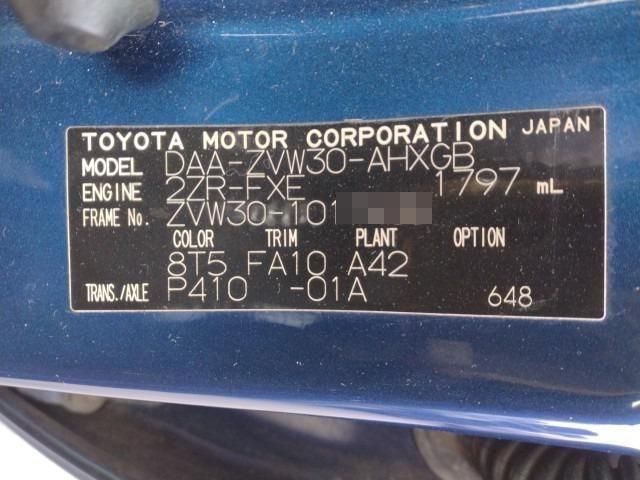 TOYOTA MOTOR CORPORATION JAPAN
MODEL DAA-ZVW30-AHXGB
ENGINE 2ZR-FXE 1797 mL
FRAME No. ZVW30-101
COLOR TRIM PLANT OPTION
8T5 FA10 A42
TRANS./AXLE P410 -01A 648